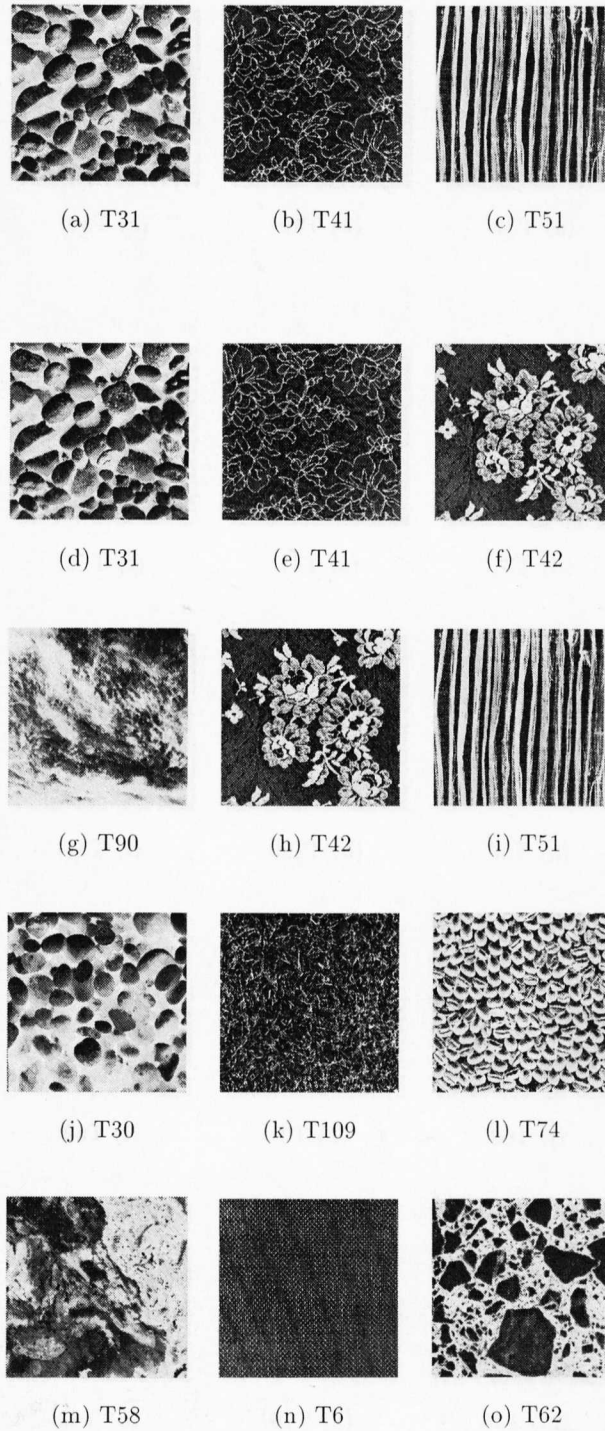 (a) T31 (b) T41 (c) T51
(d) T31 (e) T41 (f) T42
(g) T90 (h) T42 (i) T51
(j) T30 (k) T109 (l) T74
(m) T58 (n) T6 (o) T62